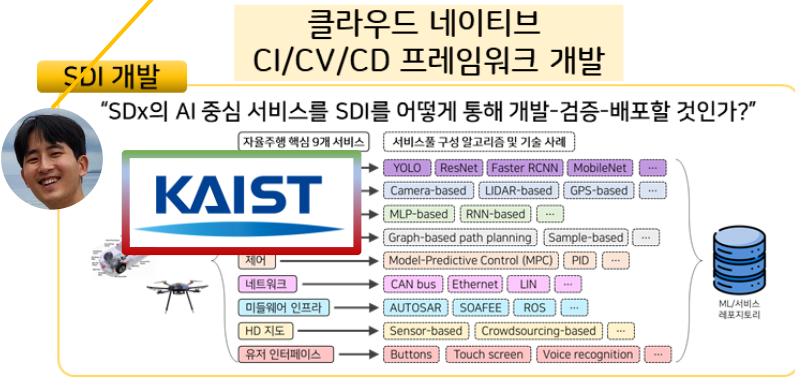 클라우드 네이티브
CI/CV/CD 프레임워크 개발
SDI 개발
“SDx의 AI 중심 서비스를 SDI를 어떻게 통해 개발-검증-배포할 것인가?”
자율주행 핵심 9개 서비스 서비스풀 구성 알고리즘 및 기술 사례
YOLO ResNet Faster RCNN MobileNet ...
KAIST
Camera-based LIDAR-based GPS-based ...
MLP-based RNN-based ...
Graph-based path planning Sample-based ...
제어 Model-Predictive Control (MPC) PID ...
네트워크 CAN bus Ethernet LIN ...
미들웨어 인프라 AUTOSAR SOAFEE ROS ...
HD 지도 Sensor-based Crowdsourcing-based ...
유저 인터페이스 Buttons Touch screen Voice recognition ...
ML/서비스
레포지토리